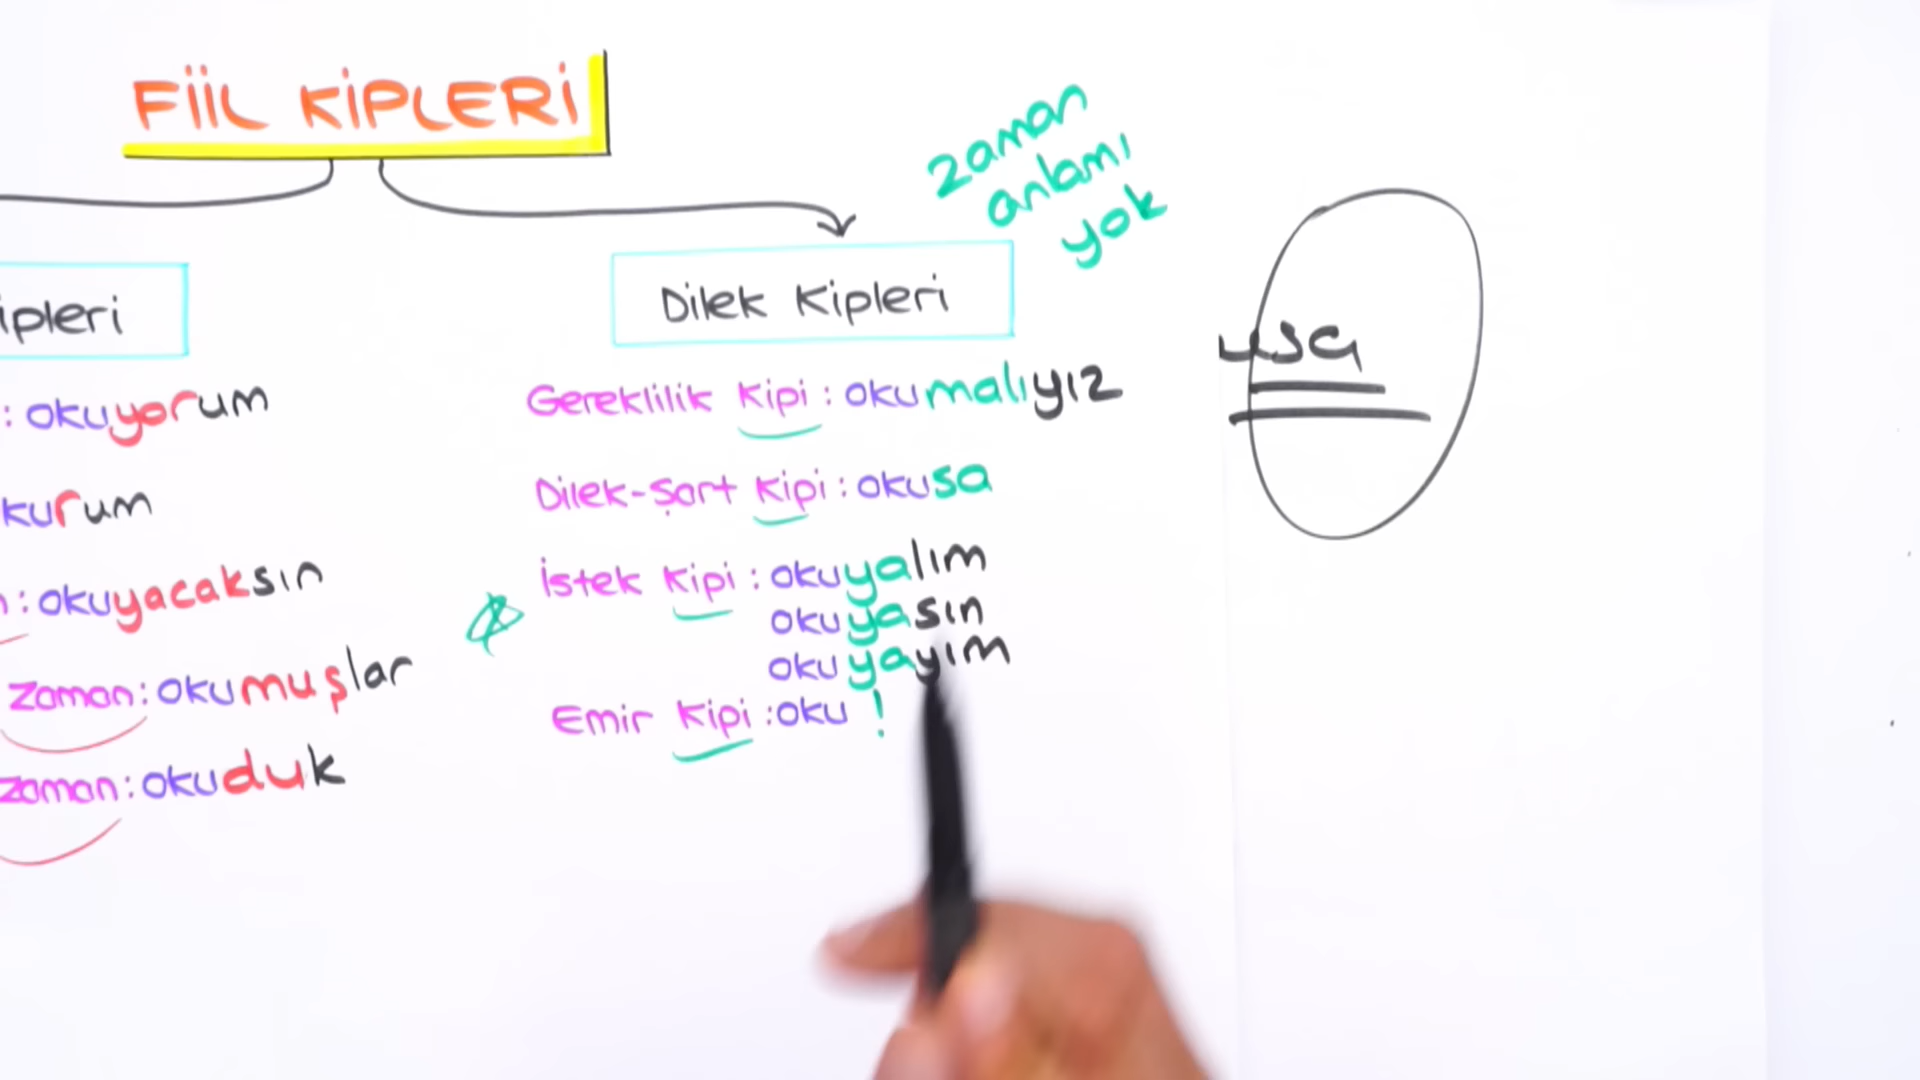 FİİL KİPLERİ
zaman
anlamı
yok
ipleri
: okuyorum
kurum
: okuyacaksın
zaman: okumuşlar
zaman: okuduk
Dilek Kipleri
Gereklilik Kipi : okumalıyız
Dilek-Şart Kipi : okusa
İstek Kipi : okuyalım
okuyasın
okuyayım
Emir Kipi : oku !